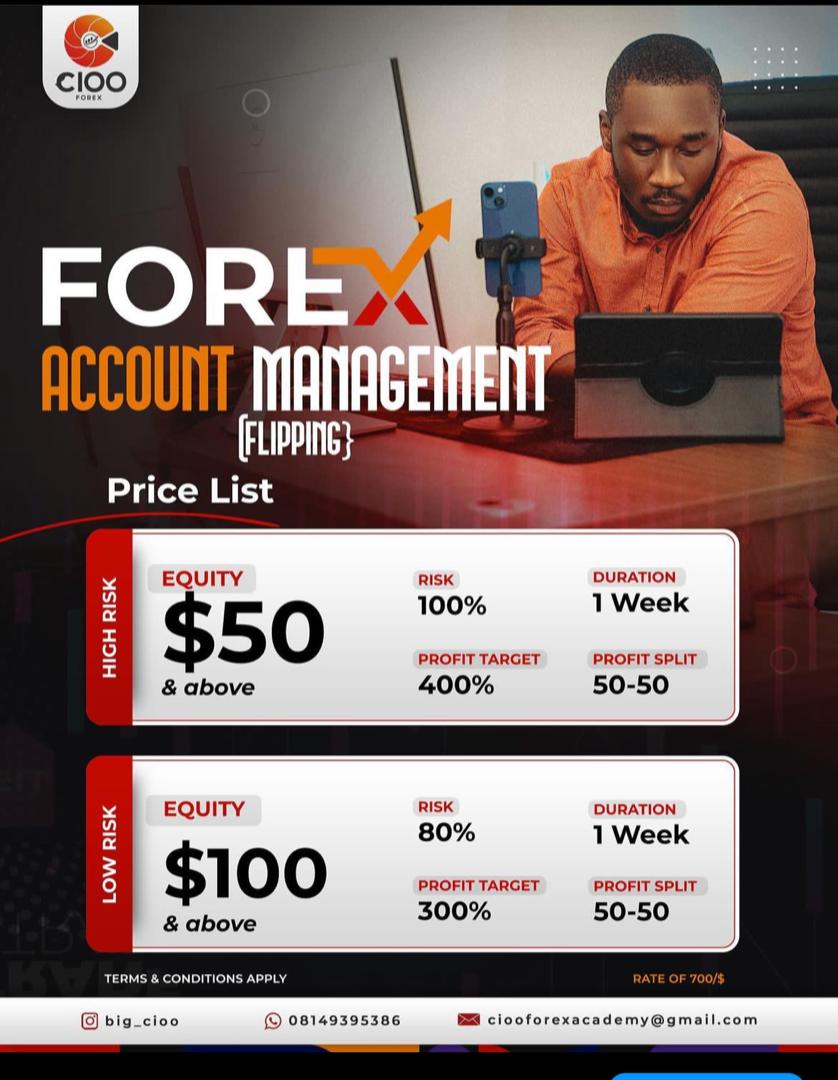 CIOO
FOREX
FOREX
ACCOUNT MANAGEMENT
(FLIPPING}
Price List
HIGH RISK
EQUITY
$50
& above
RISK
100%
DURATION
1 Week
PROFIT TARGET
400%
PROFIT SPLIT
50-50
LOW RISK
EQUITY
$100
& above
RISK
80%
DURATION
1 Week
PROFIT TARGET
300%
PROFIT SPLIT
50-50
TERMS & CONDITIONS APPLY
RATE OF 700/$
big_cioo
08149395386
ciooforexacademy@gmail.com